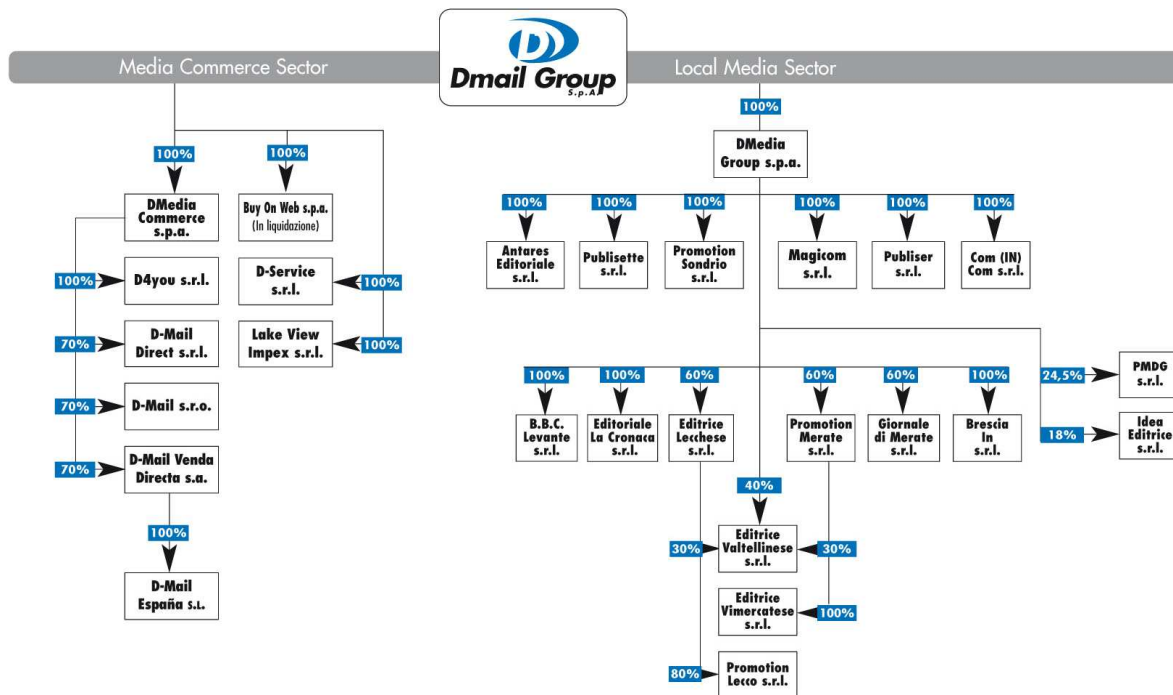 Media Commerce Sector
D
Dmail Group
S.p.A.
Local Media Sector
100%
DMedia
Group s.p.a.
100%
100%
DMedia
Commerce
s.p.a.
Buy On Web s.p.a.
(In liquidazione)
100%
D4you s.r.l.
D-Service
s.r.l.
100%
70%
D-Mail
Direct s.r.l.
Lake View
Impex s.r.l.
100%
70%
D-Mail s.r.o.
70%
D-Mail Venda
Directa s.a.
100%
D-Mail
España S.L.
100%
100%
100%
100%
100%
100%
Antares
Editoriale
s.r.l.
Publisette
s.r.l.
Promotion
Sondrio
s.r.l.
Magicom
s.r.l.
Publiser
s.r.l.
Com (IN)
Com s.r.l.
100%
100%
60%
60%
60%
100%
B.B.C.
Levante
s.r.l.
Editoriale
La Cronaca
s.r.l.
Editrice
Lecchese
s.r.l.
Promotion
Merate
s.r.l.
Giornale
di Merate
s.r.l.
Brescia
In
s.r.l.
24,5%
PMDG
s.r.l.
18%
Idea
Editrice
s.r.l.
40%
30%
Editrice
Valtellinese
s.r.l.
30%
Editrice
Vimercatese
s.r.l.
100%
80%
Promotion
Lecco s.r.l.